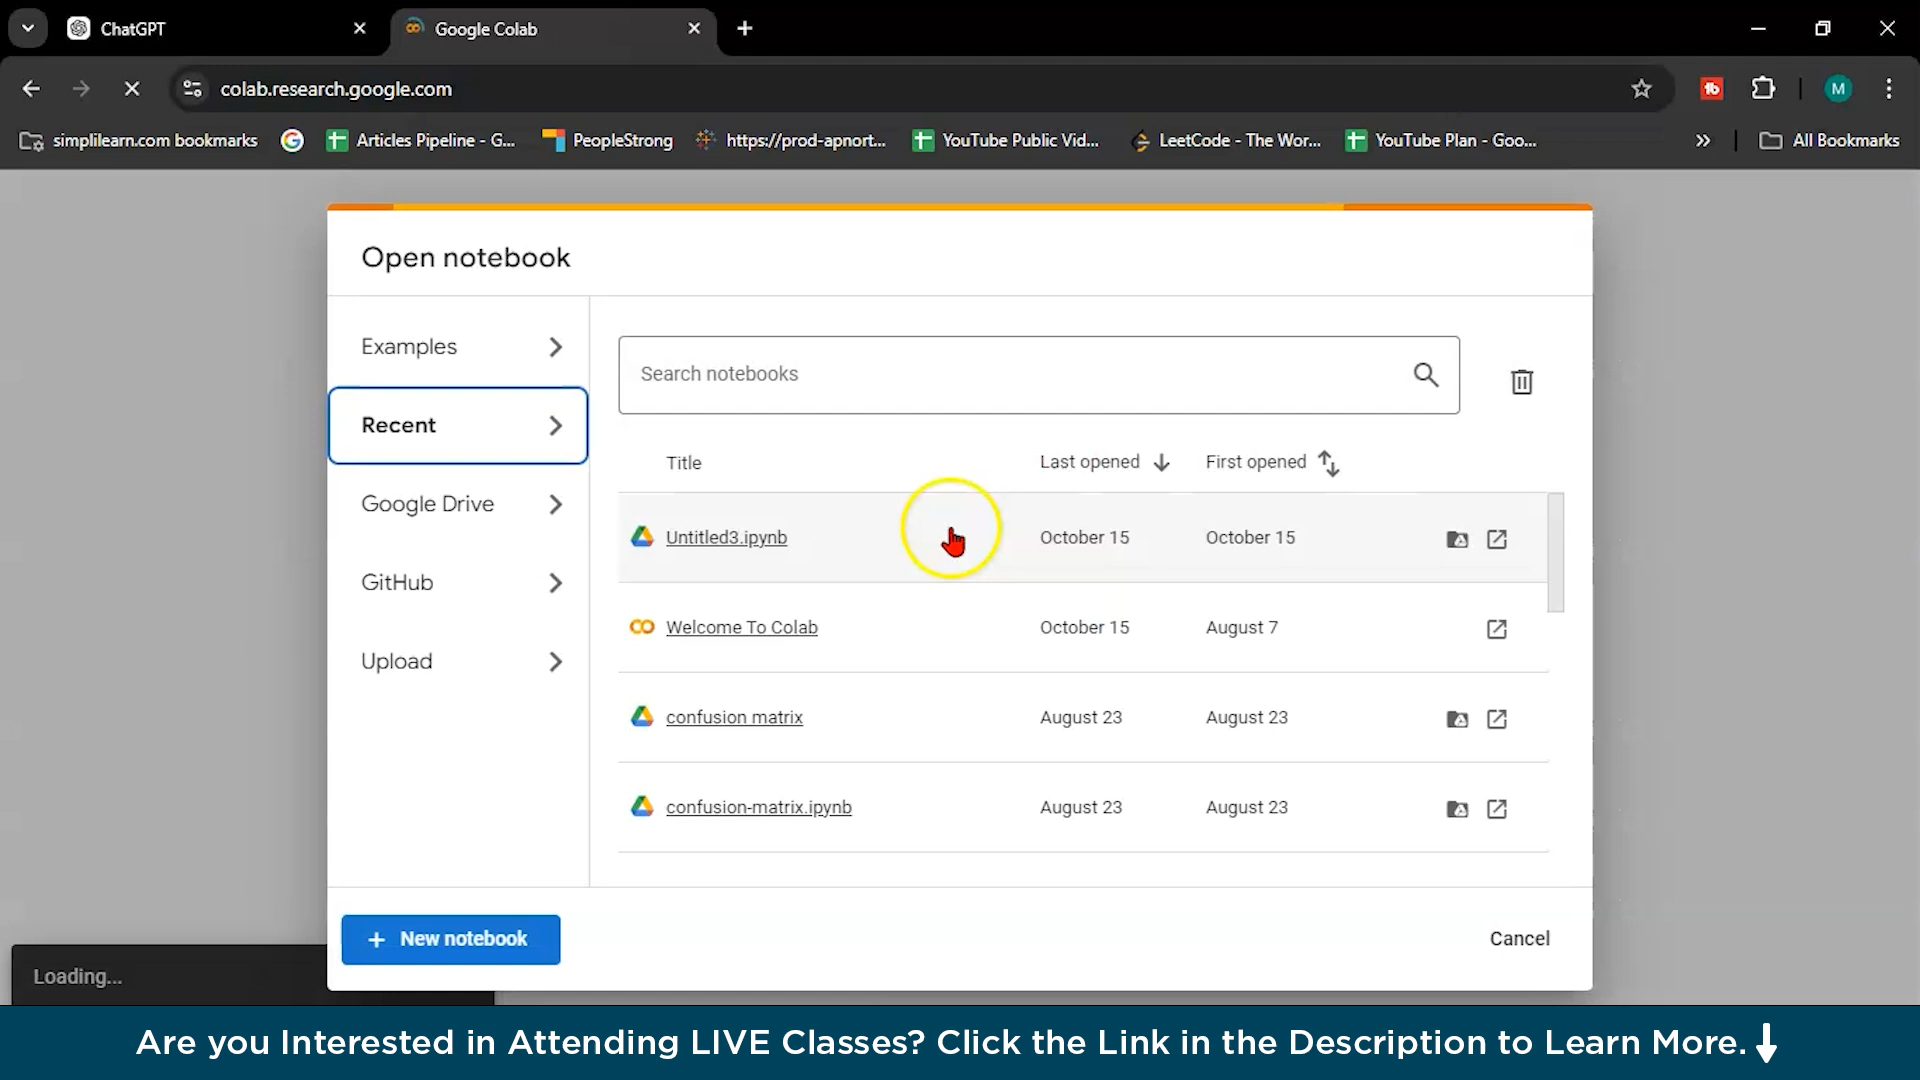 ChatGPT
Google Colab
colab.research.google.com
M
simplilearn.com bookmarks
Articles Pipeline - G...
PeopleStrong
https://prod-apnort...
YouTube Public Vid...
LeetCode - The Wor...
YouTube Plan - Goo...
All Bookmarks
Open notebook
Examples
Recent
Google Drive
GitHub
Upload
Search notebooks
Title Last opened First opened
Untitled3.ipynb October 15 October 15
Welcome To Colab October 15 August 7
confusion matrix August 23 August 23
confusion-matrix.ipynb August 23 August 23
+ New notebook
Cancel
Loading...
Are you Interested in Attending LIVE Classes? Click the Link in the Description to Learn More.